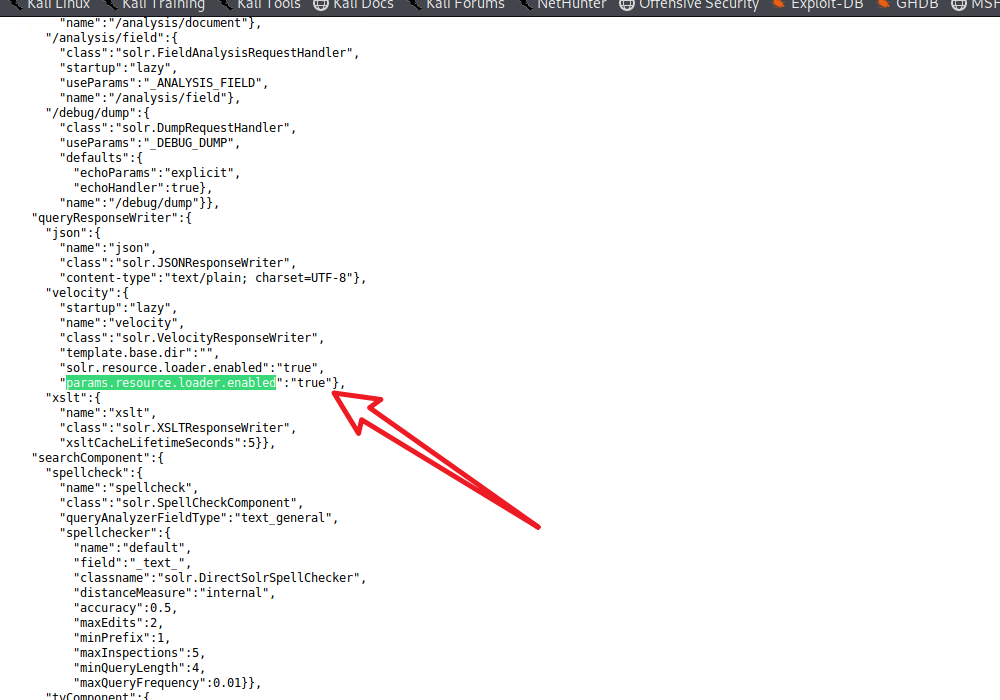 Kali Linux Kali Training Kali Tools Kali Docs Kali Forums NetHunter Offensive Security Exploit-DB GHDB MSF
"name":"/analysis/document"},
"/analysis/field":{
"class":"solr.FieldAnalysisRequestHandler",
"startup":"lazy",
"useParams":"_ANALYSIS_FIELD",
"name":"/analysis/field"},
"/debug/dump":{
"class":"solr.DumpRequestHandler",
"useParams":"_DEBUG_DUMP",
"defaults":{
"echoParams":"explicit",
"echoHandler":true},
"name":"/debug/dump"}},
"queryResponseWriter":{
"json":{
"name":"json",
"class":"solr.JSONResponseWriter",
"content-type":"text/plain; charset=UTF-8"},
"velocity":{
"startup":"lazy",
"name":"velocity",
"class":"solr.VelocityResponseWriter",
"template.base.dir":"",
"solr.resource.loader.enabled":"true",
"params.resource.loader.enabled":"true"},
"xslt":{
"name":"xslt",
"class":"solr.XSLTResponseWriter",
"xsltCacheLifetimeSeconds":5}},
"searchComponent":{
"spellcheck":{
"name":"spellcheck",
"class":"solr.SpellCheckComponent",
"queryAnalyzerFieldType":"text_general",
"spellchecker":{
"name":"default",
"field":"_text_",
"classname":"solr.DirectSolrSpellChecker",
"distanceMeasure":"internal",
"accuracy":0.5,
"maxEdits":2,
"minPrefix":1,
"maxInspections":5,
"minQueryLength":4,
"maxQueryFrequency":0.01}},
"tvComponent":{